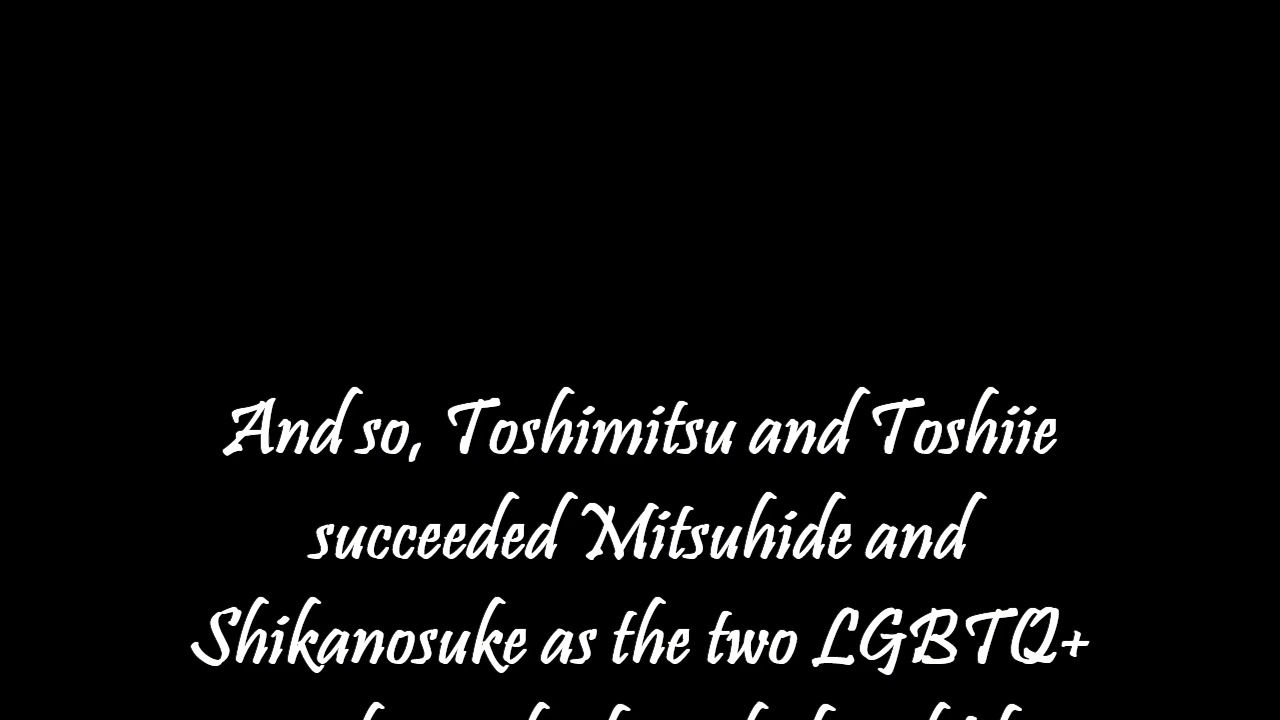 And so, Toshimitsu and Toshiie
succeeded Mitsuhide and
Shikanosuke as the two LGBTQ+